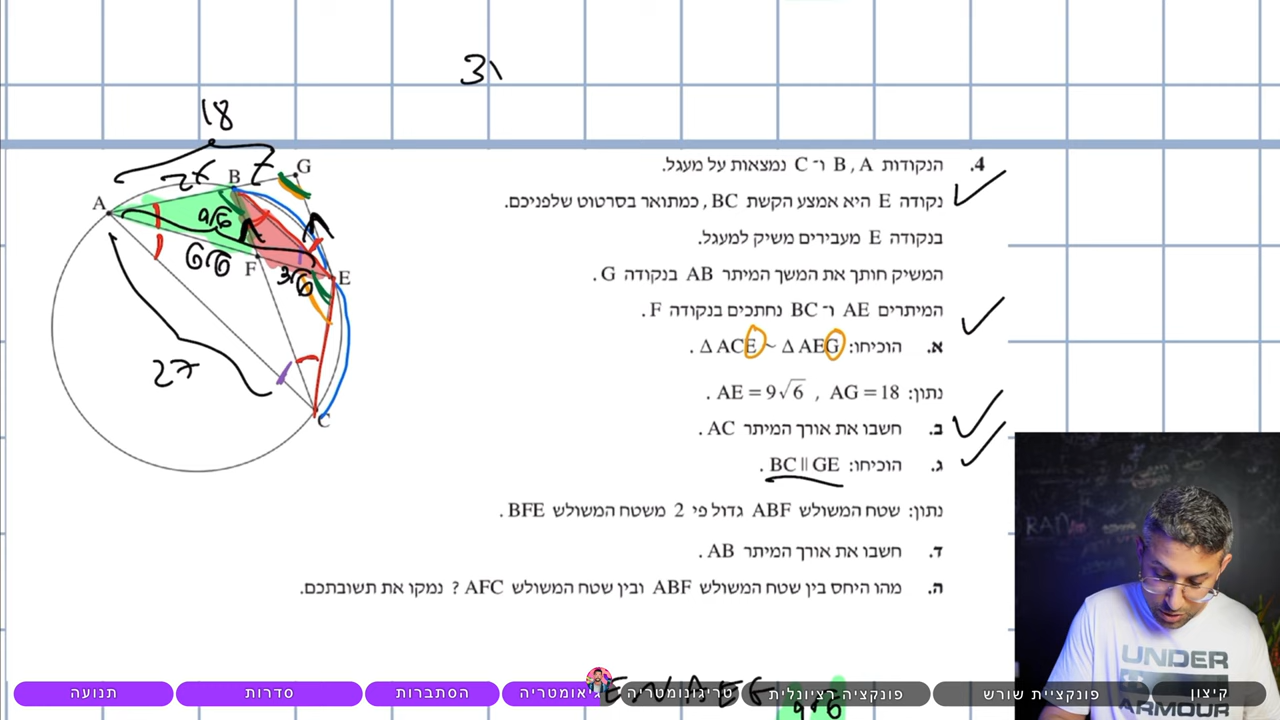 18
A
B
G
E
F
C
6√6
3√6
9√6
27
4. הנקודות B, A ו־ C נמצאות על מעגל.
נקודה E היא אמצע הקשת BC, כמתואר בסרטוט שלפניכם.
בנקודה E מעבירים משיק למעגל.
המשיק חותך את המשך המיתר AB בנקודה G.
המיתרים AE ו־ BC נחתכים בנקודה F.
א. הוכיחו: ΔACE ~ ΔAEG.
נתון: AG = 18 , AE = 9√6.
ב. חשבו את אורך המיתר AC.
ג. הוכיחו: BC || GE.
נתון: שטח המשולש ABF גדול פי 2 משטח המשולש BFE.
ד. חשבו את אורך המיתר AB.
ה. מהו היחס בין שטח המשולש ABF ובין שטח המשולש AFC ? נמקו את תשובתכם.
UNDER
ARMOUR
תנועה
סדרות
הסתברות
גיאומטריה
טריגונומטריה
פונקציה רציונלית
פונקציית שורש
קיצון